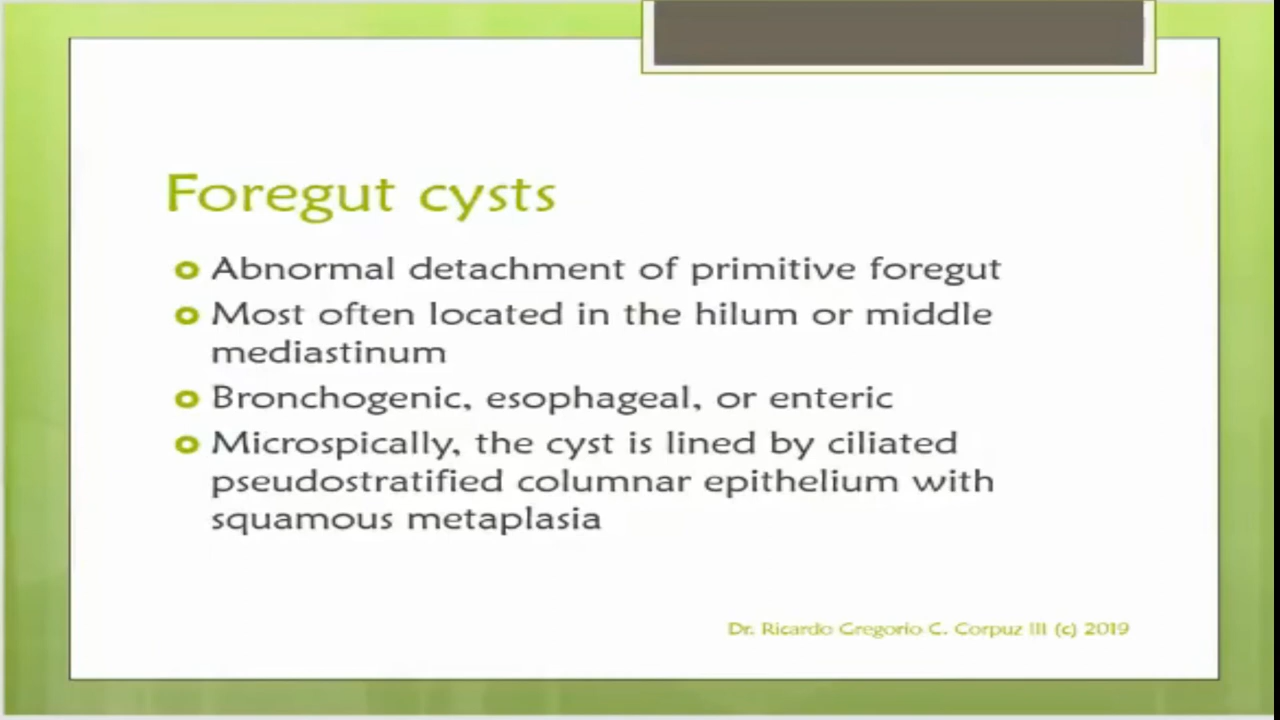 Foregut cysts
Abnormal detachment of primitive foregut
Most often located in the hilum or middle
mediastinum
Bronchogenic, esophageal, or enteric
Microspically, the cyst is lined by ciliated
pseudostratified columnar epithelium with
squamous metaplasia
Dr. Ricardo Gregorio C. Corpuz III (c) 2019